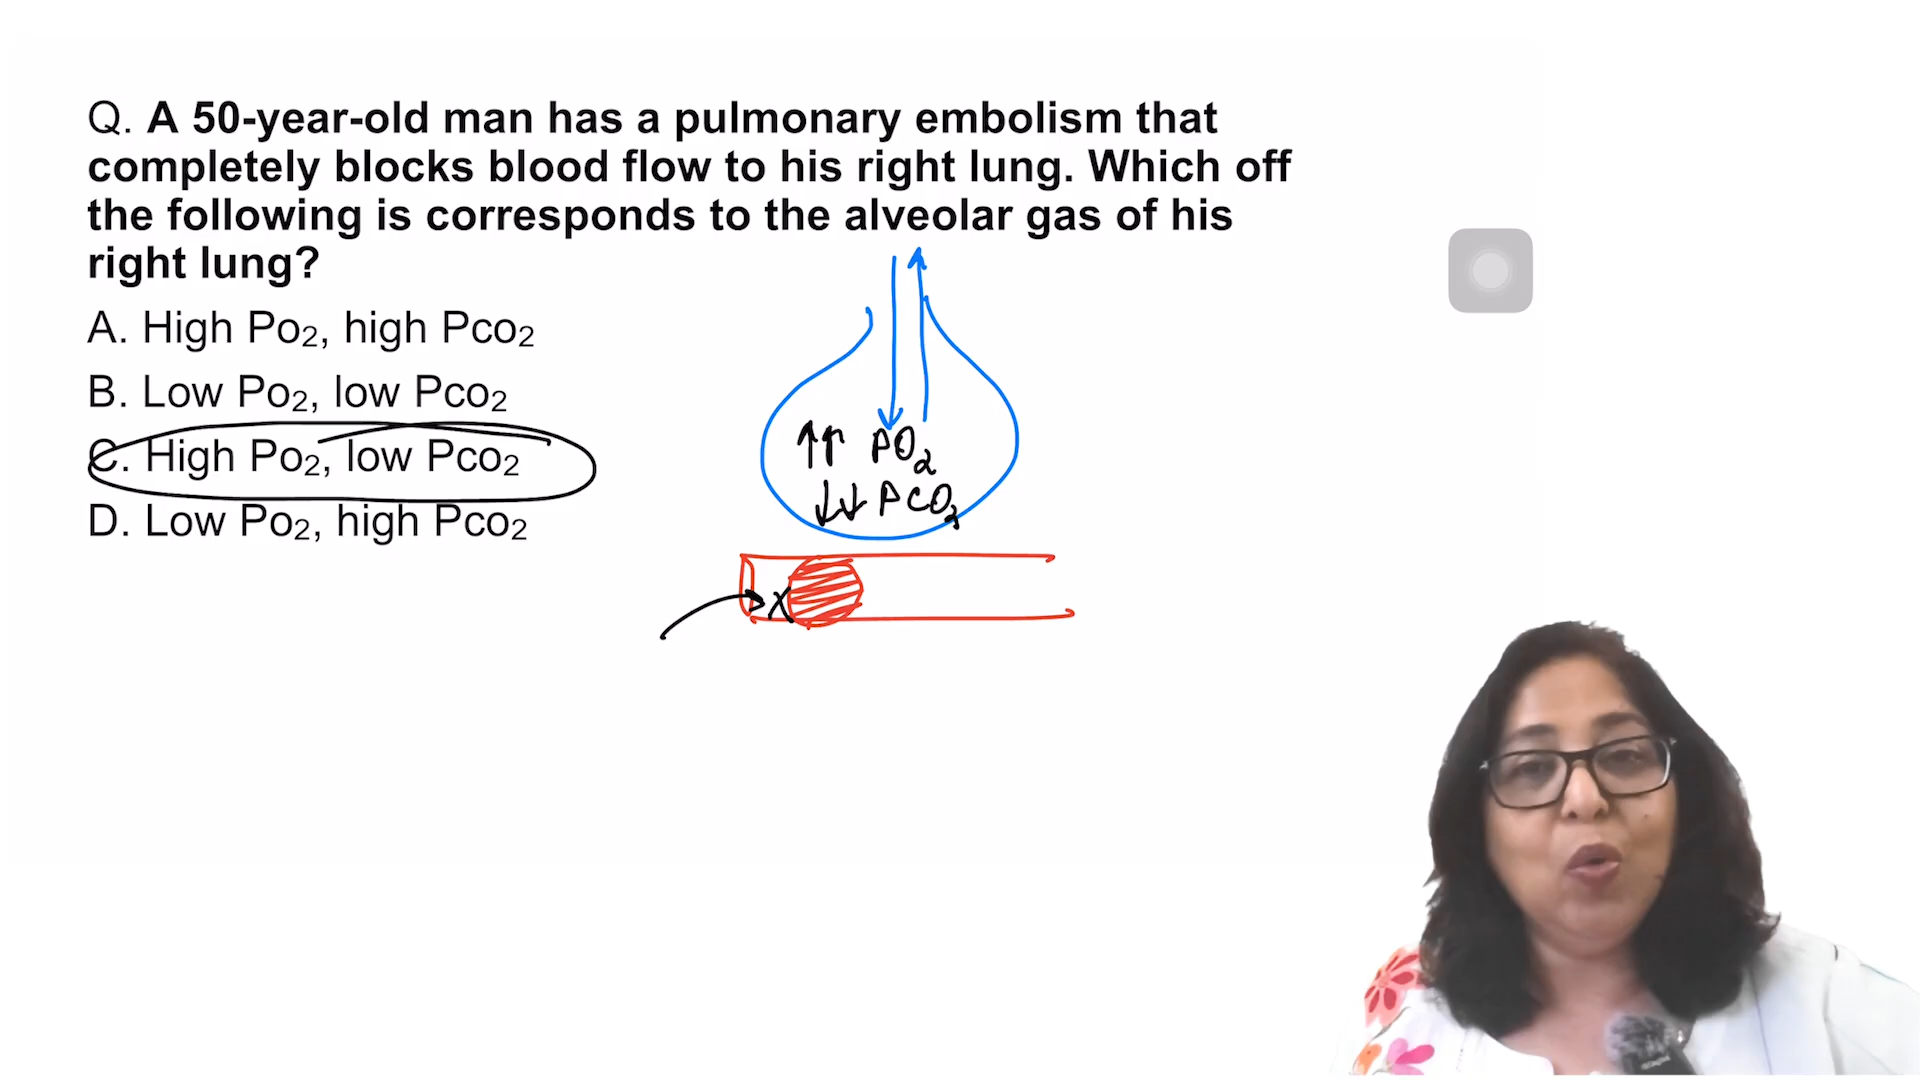 Q. A 50-year-old man has a pulmonary embolism that
completely blocks blood flow to his right lung. Which off
the following is corresponds to the alveolar gas of his
right lung?
A. High Po₂, high Pco₂
B. Low Po₂, low Pco₂
C. High Po₂, low Pco₂
D. Low Po₂, high Pco₂
↑↑ PO₂
↓↓ PCO₂
X